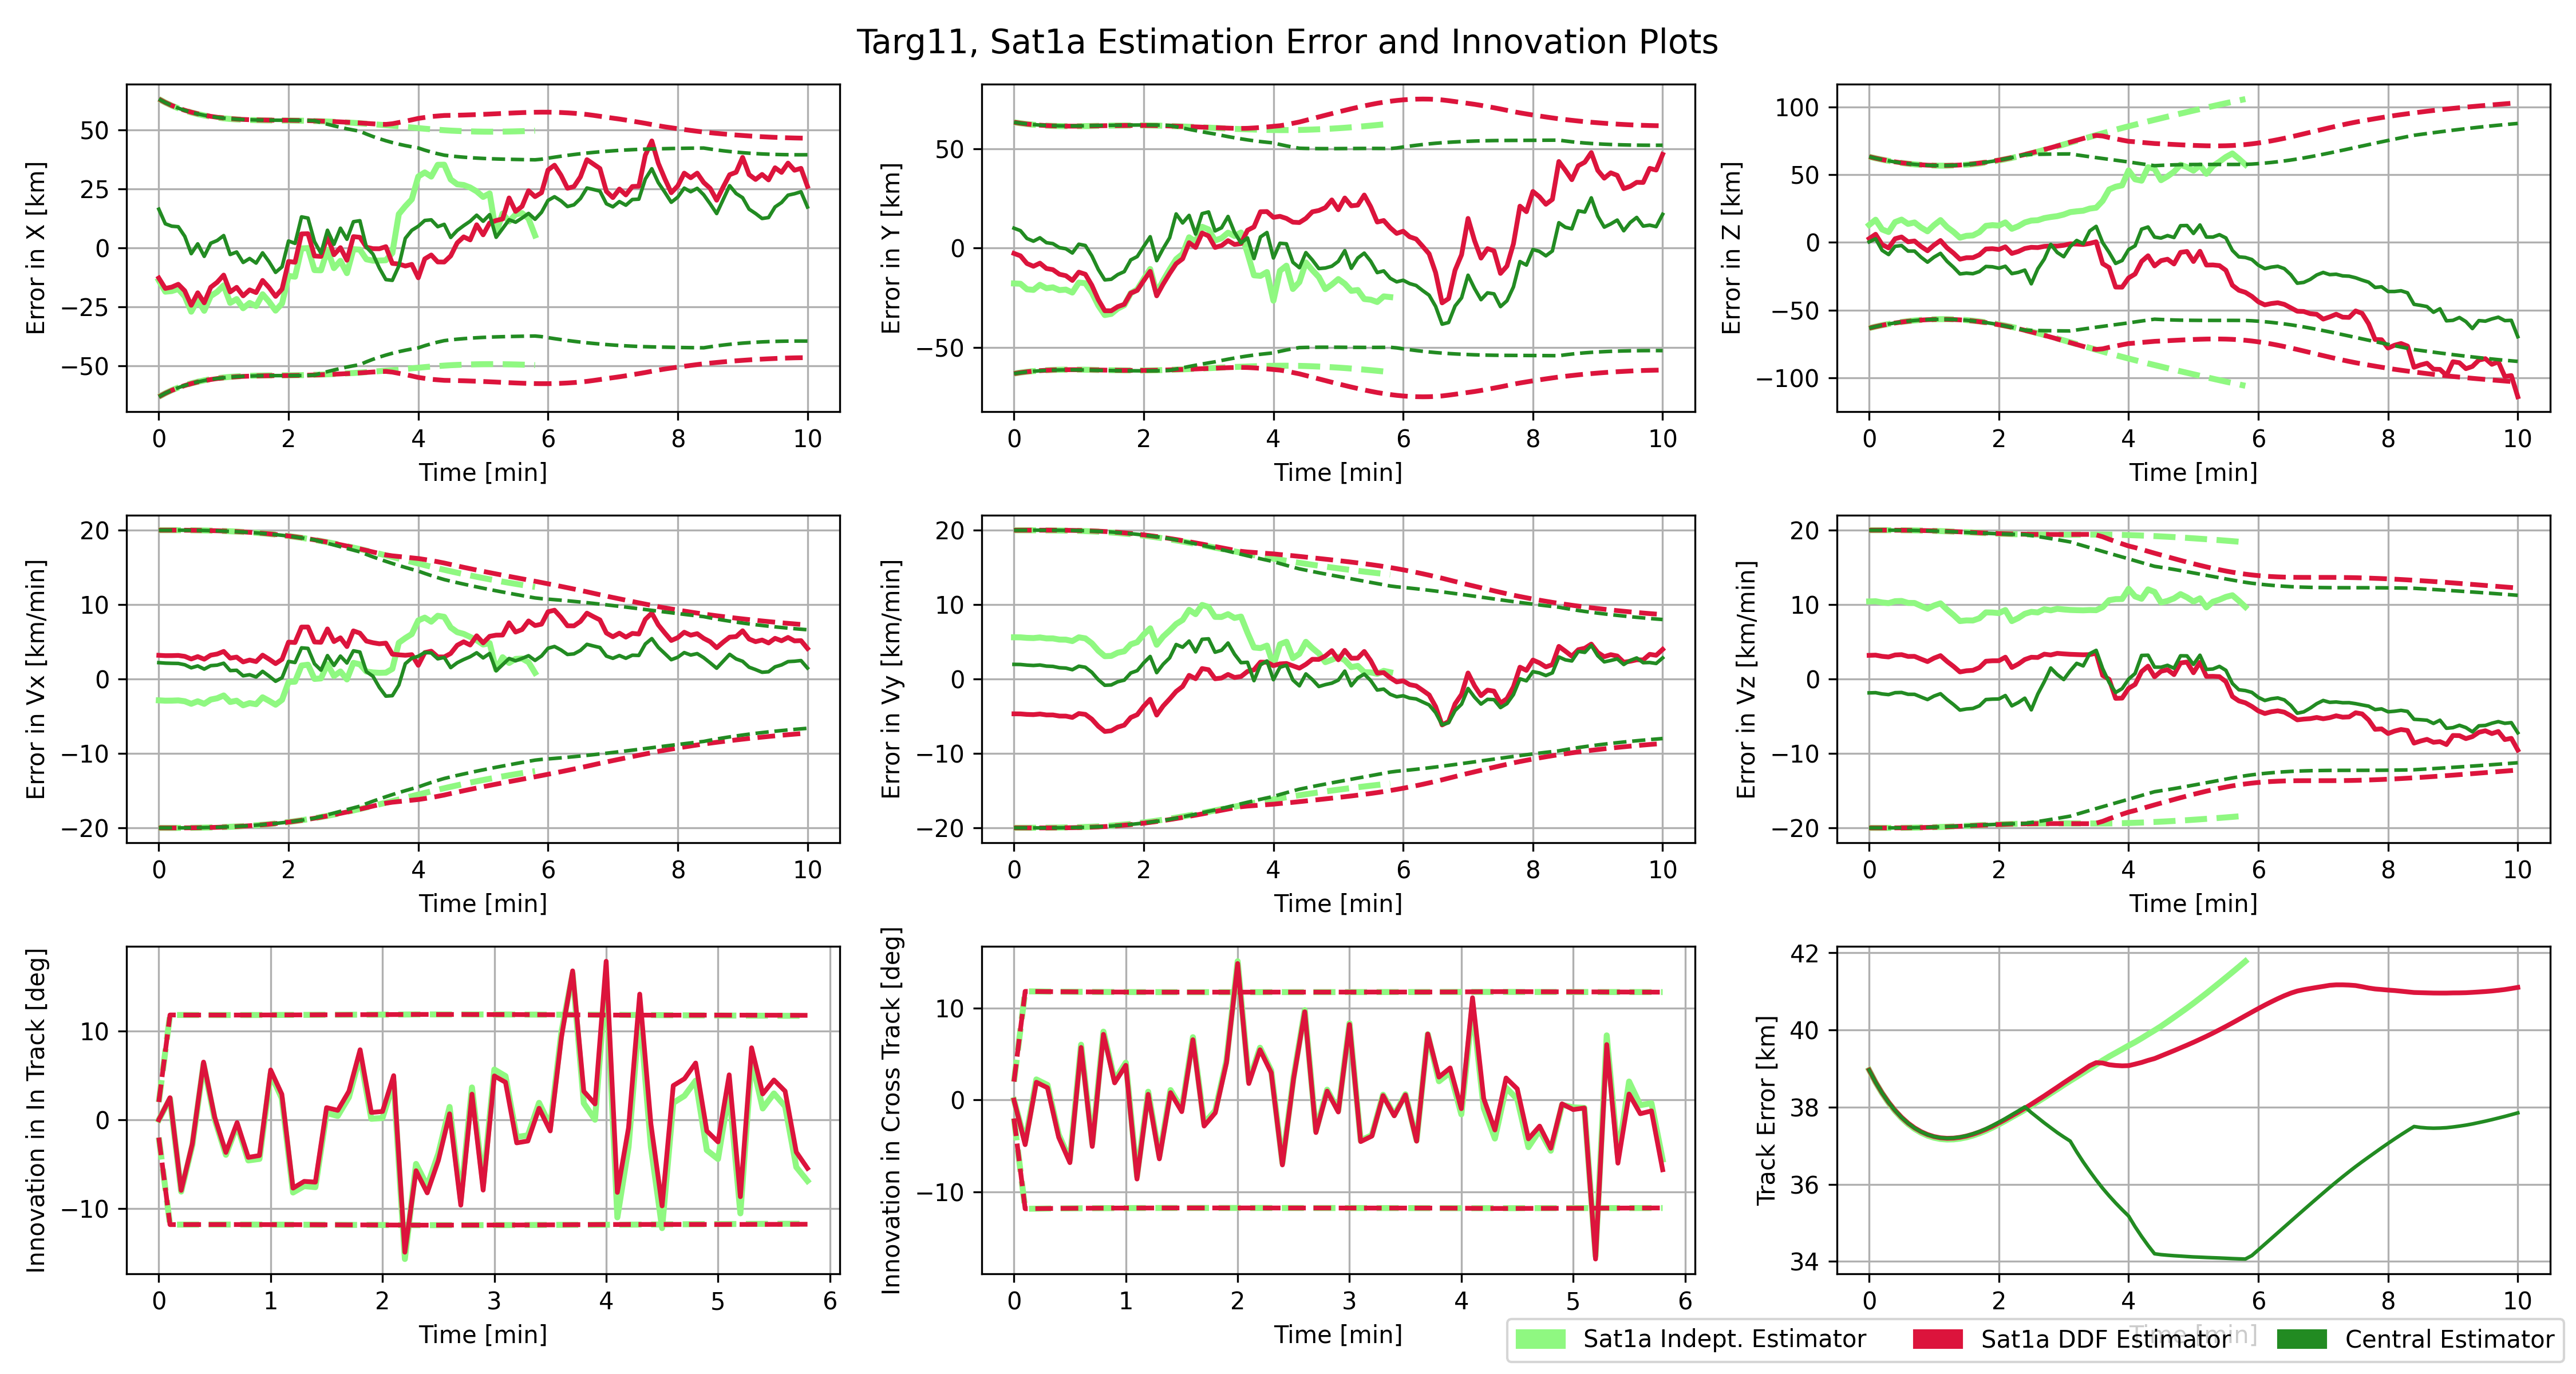 Targ11, Sat1a Estimation Error and Innovation Plots
Error in X [km]
50
25
0
−25
−50
0 2 4 6 8 10
Time [min]
Error in Y [km]
50
0
−50
0 2 4 6 8 10
Time [min]
Error in Z [km]
100
50
0
−50
−100
0 2 4 6 8 10
Time [min]
Error in Vx [km/min]
20
10
0
−10
−20
0 2 4 6 8 10
Time [min]
Error in Vy [km/min]
20
10
0
−10
−20
0 2 4 6 8 10
Time [min]
Error in Vz [km/min]
20
10
0
−10
−20
0 2 4 6 8 10
Time [min]
Innovation in In Track [deg]
10
0
−10
0 1 2 3 4 5 6
Time [min]
Innovation in Cross Track [deg]
10
0
−10
0 1 2 3 4 5 6
Time [min]
Track Error [km]
42
40
38
36
34
0 2 4 6 8 10
Time [min]
Sat1a Indept. Estimator
Sat1a DDF Estimator
Central Estimator